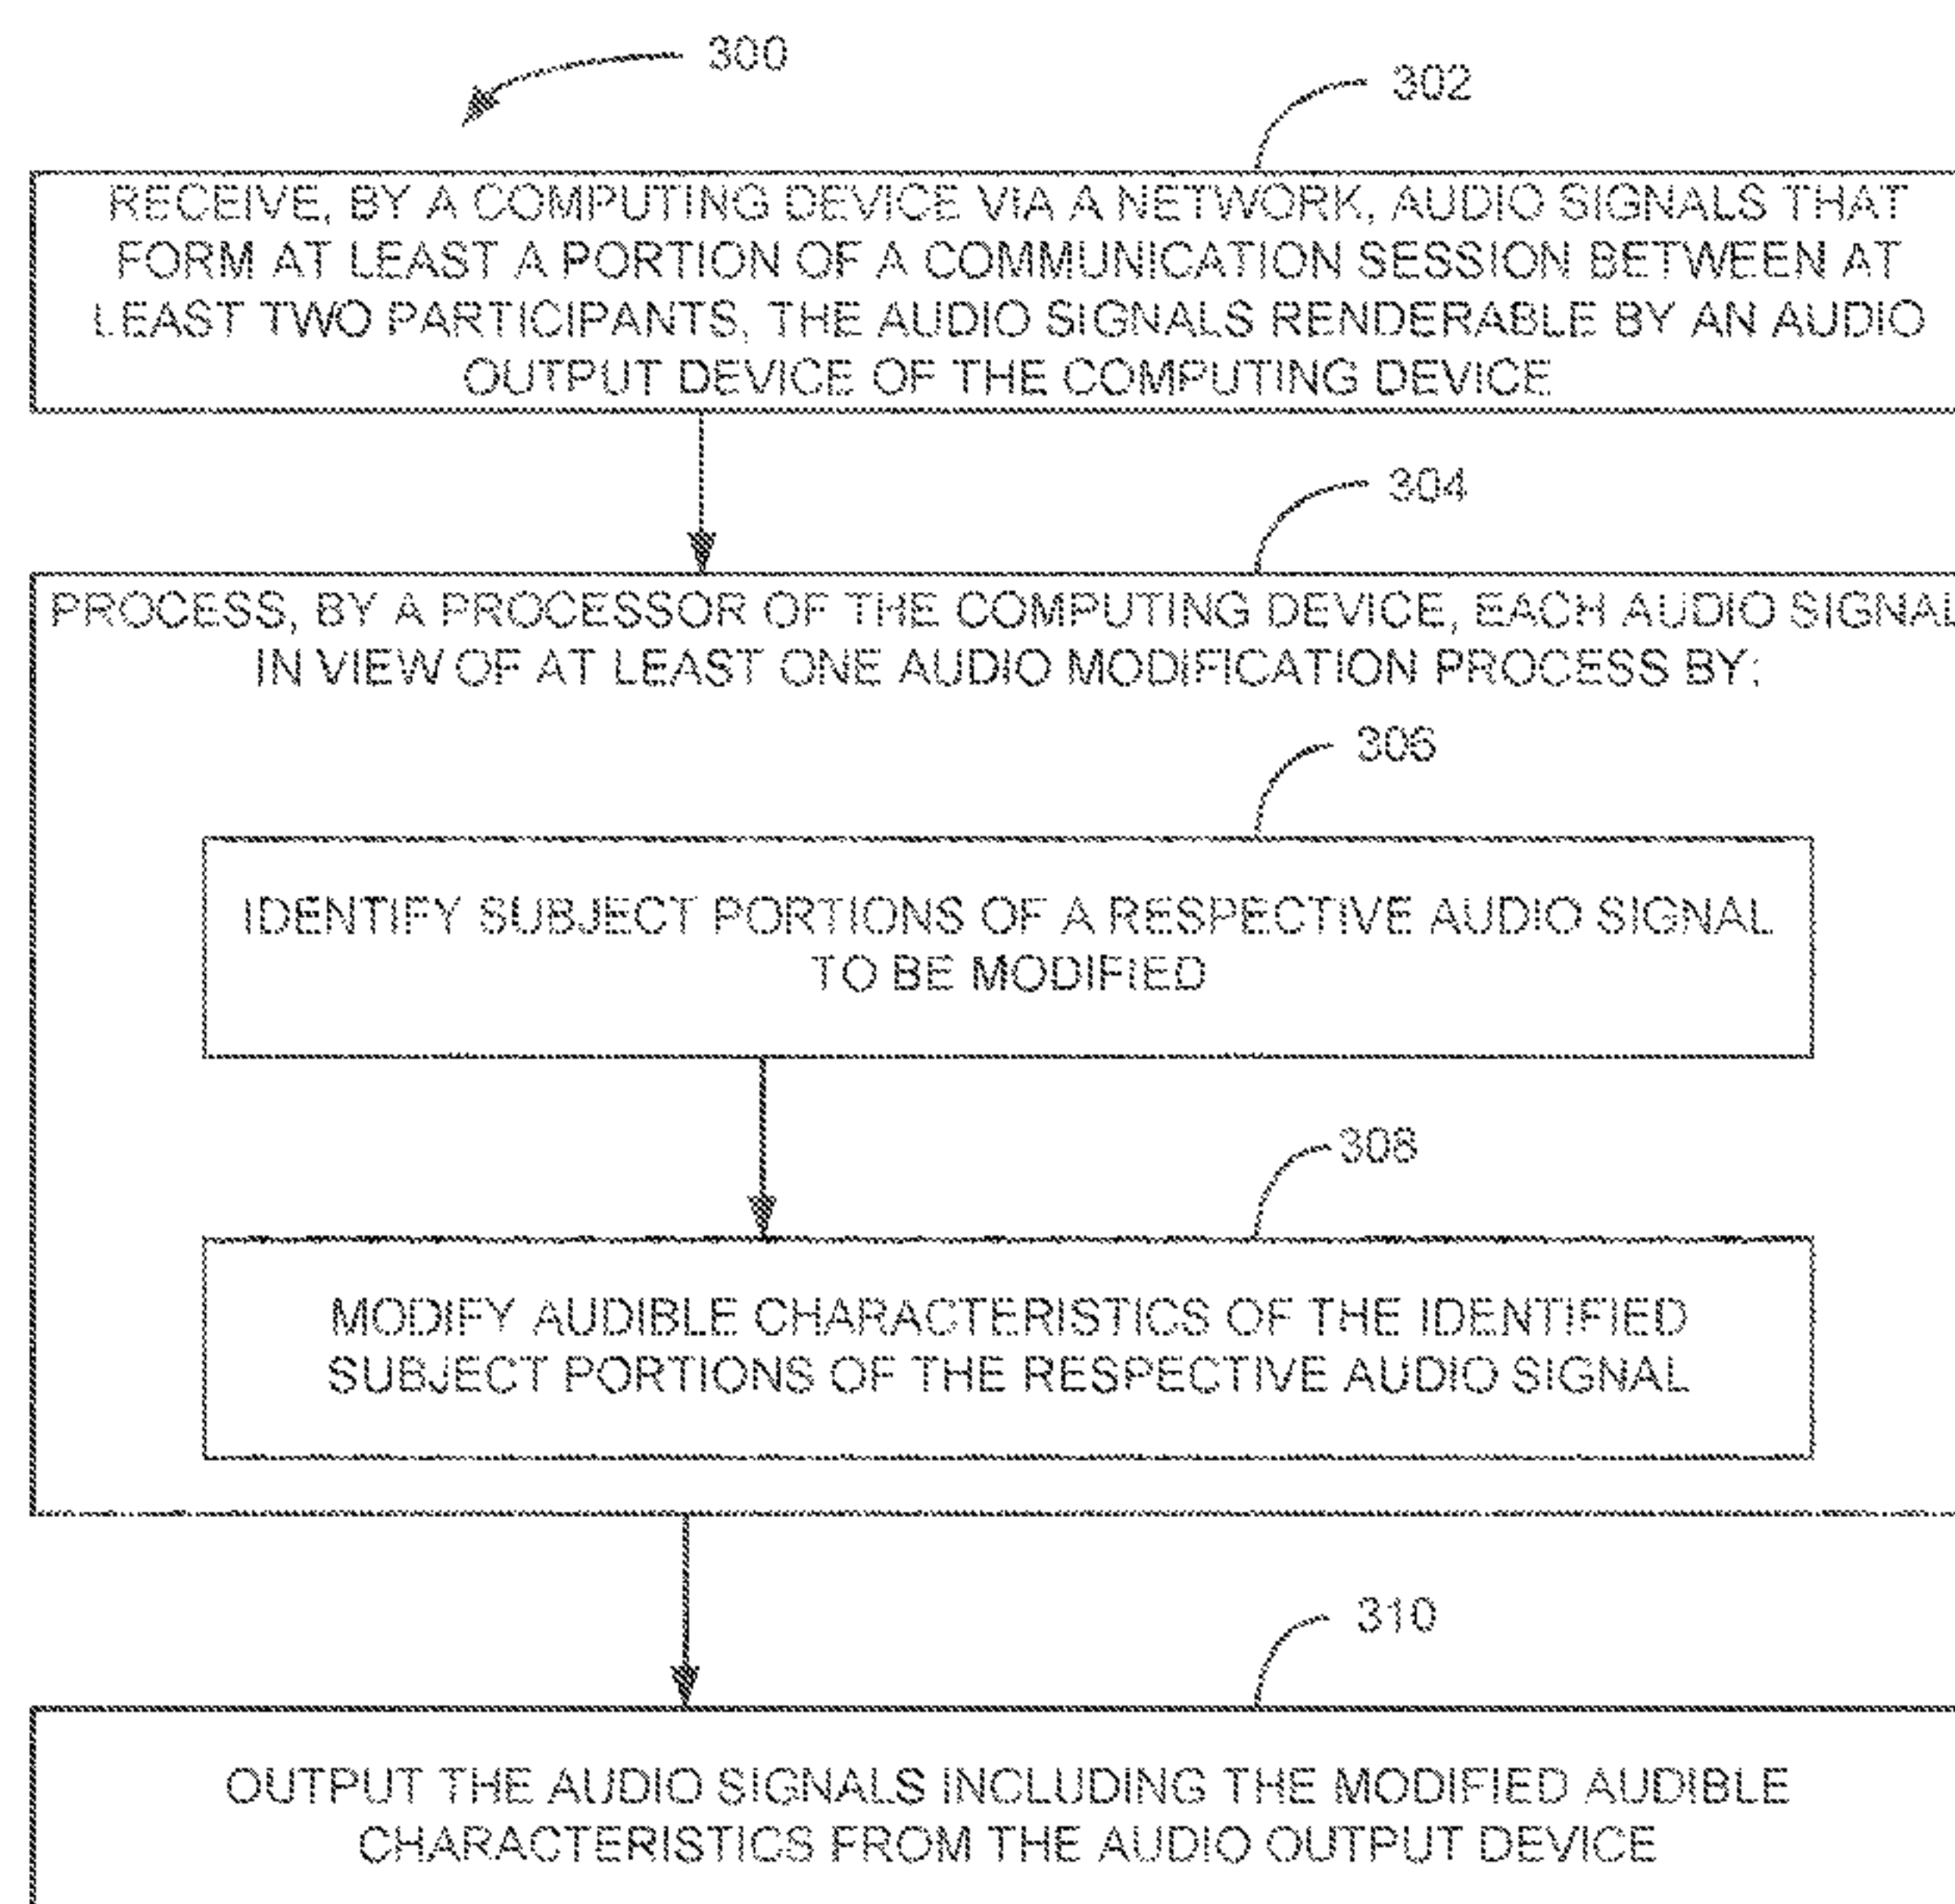 300
302
RECEIVE, BY A COMPUTING DEVICE VIA A NETWORK, AUDIO SIGNALS THAT
FORM AT LEAST A PORTION OF A COMMUNICATION SESSION BETWEEN AT
LEAST TWO PARTICIPANTS, THE AUDIO SIGNALS RENDERABLE BY AN AUDIO
OUTPUT DEVICE OF THE COMPUTING DEVICE
304
PROCESS, BY A PROCESSOR OF THE COMPUTING DEVICE, EACH AUDIO SIGNAL
IN VIEW OF AT LEAST ONE AUDIO MODIFICATION PROCESS BY:
306
IDENTIFY SUBJECT PORTIONS OF A RESPECTIVE AUDIO SIGNAL
TO BE MODIFIED
308
MODIFY AUDIBLE CHARACTERISTICS OF THE IDENTIFIED
SUBJECT PORTIONS OF THE RESPECTIVE AUDIO SIGNAL
310
OUTPUT THE AUDIO SIGNALS INCLUDING THE MODIFIED AUDIBLE
CHARACTERISTICS FROM THE AUDIO OUTPUT DEVICE